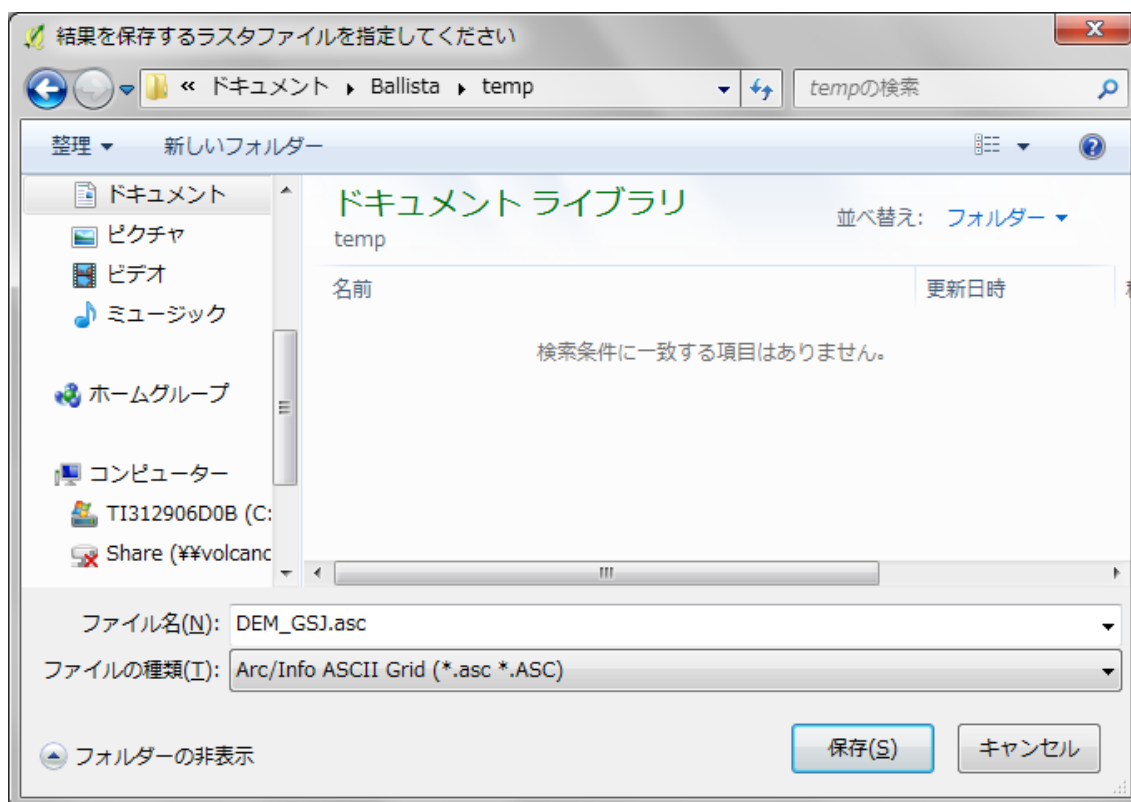 結果を保存するラスタファイルを指定してください
« ドキュメント ▸ Ballista ▸ temp
tempの検索
整理 ▼ 新しいフォルダー
ドキュメント
ピクチャ
ビデオ
ミュージック
ホームグループ
コンピューター
TI312906D0B (C:
Share (¥¥volcanc
ドキュメント ライブラリ
temp
並べ替え: フォルダー ▼
名前 更新日時
検索条件に一致する項目はありません。
ファイル名(N): DEM_GSJ.asc
ファイルの種類(T): Arc/Info ASCII Grid (*.asc *.ASC)
フォルダーの非表示
保存(S) キャンセル